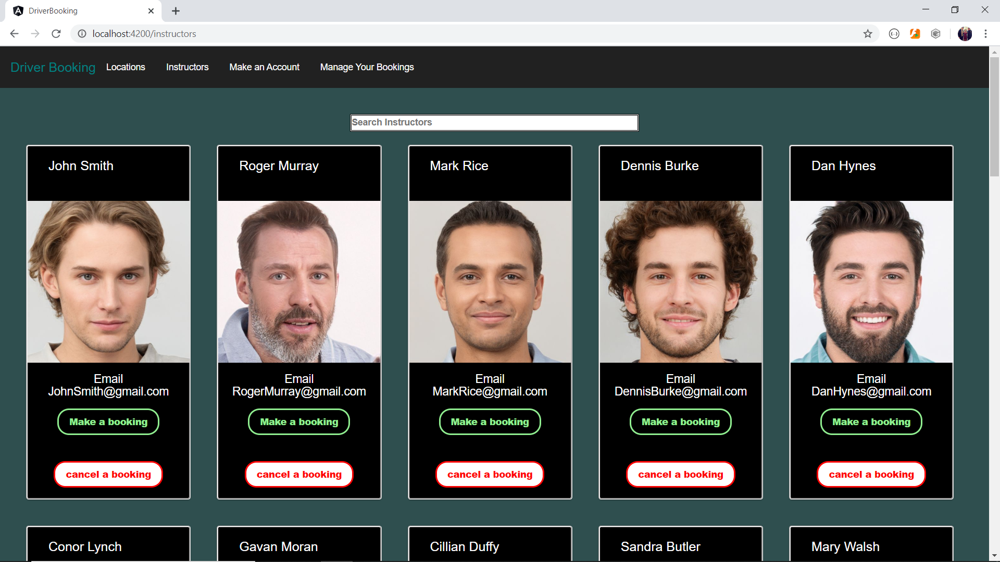 DriverBooking
localhost:4200/instructors
Driver Booking Locations Instructors Make an Account Manage Your Bookings
Search Instructors
John Smith
Roger Murray
Mark Rice
Dennis Burke
Dan Hynes
Email
JohnSmith@gmail.com
Email
RogerMurray@gmail.com
Email
MarkRice@gmail.com
Email
DennisBurke@gmail.com
Email
DanHynes@gmail.com
Make a booking
Make a booking
Make a booking
Make a booking
Make a booking
cancel a booking
cancel a booking
cancel a booking
cancel a booking
cancel a booking
Conor Lynch
Gavan Moran
Cillian Duffy
Sandra Butler
Mary Walsh